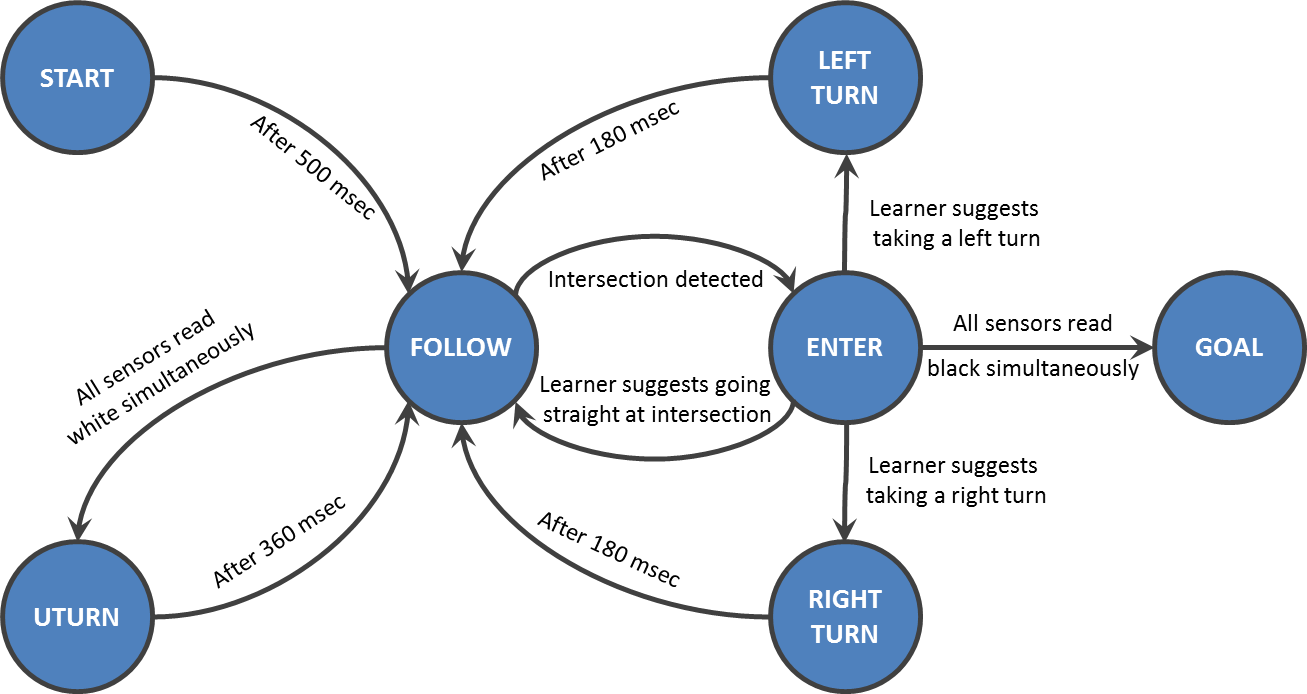 START
After 500 msec
LEFT
TURN
After 180 msec
Learner suggests
taking a left turn
Intersection detected
FOLLOW
ENTER
All sensors read
black simultaneously
GOAL
All sensors read
white simultaneously
Learner suggests going
straight at intersection
Learner suggests
taking a right turn
After 360 msec
After 180 msec
UTURN
RIGHT
TURN